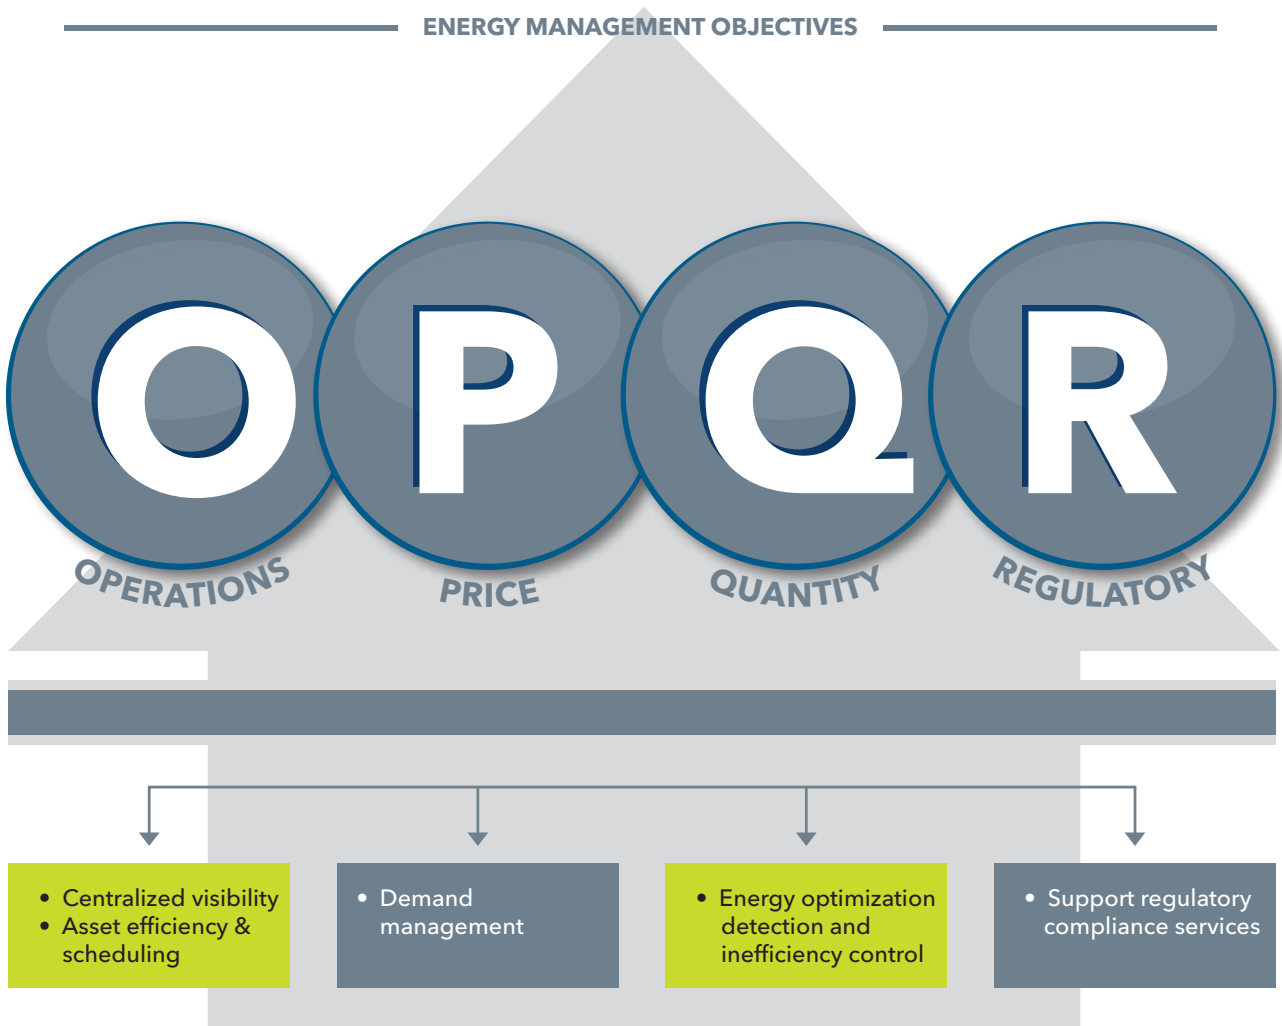 ENERGY MANAGEMENT OBJECTIVES
O P Q R
OPERATIONS PRICE QUANTITY REGULATORY
• Centralized visibility
• Asset efficiency &
scheduling
• Demand
management
• Energy optimization
detection and
inefficiency control
• Support regulatory
compliance services